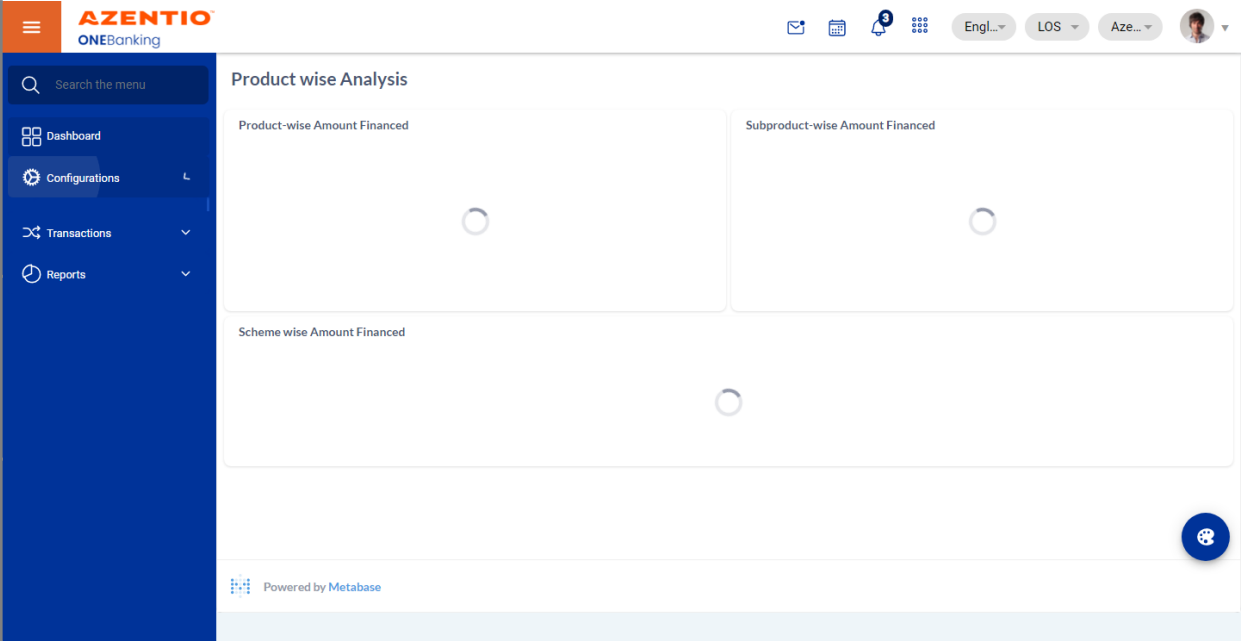 AZENTIO™
ONEBanking
3
Engl...
LOS
Aze...
Search the menu
Dashboard
Configurations
Transactions
Reports
Product wise Analysis
Product-wise Amount Financed
Subproduct-wise Amount Financed
Scheme wise Amount Financed
Powered by Metabase